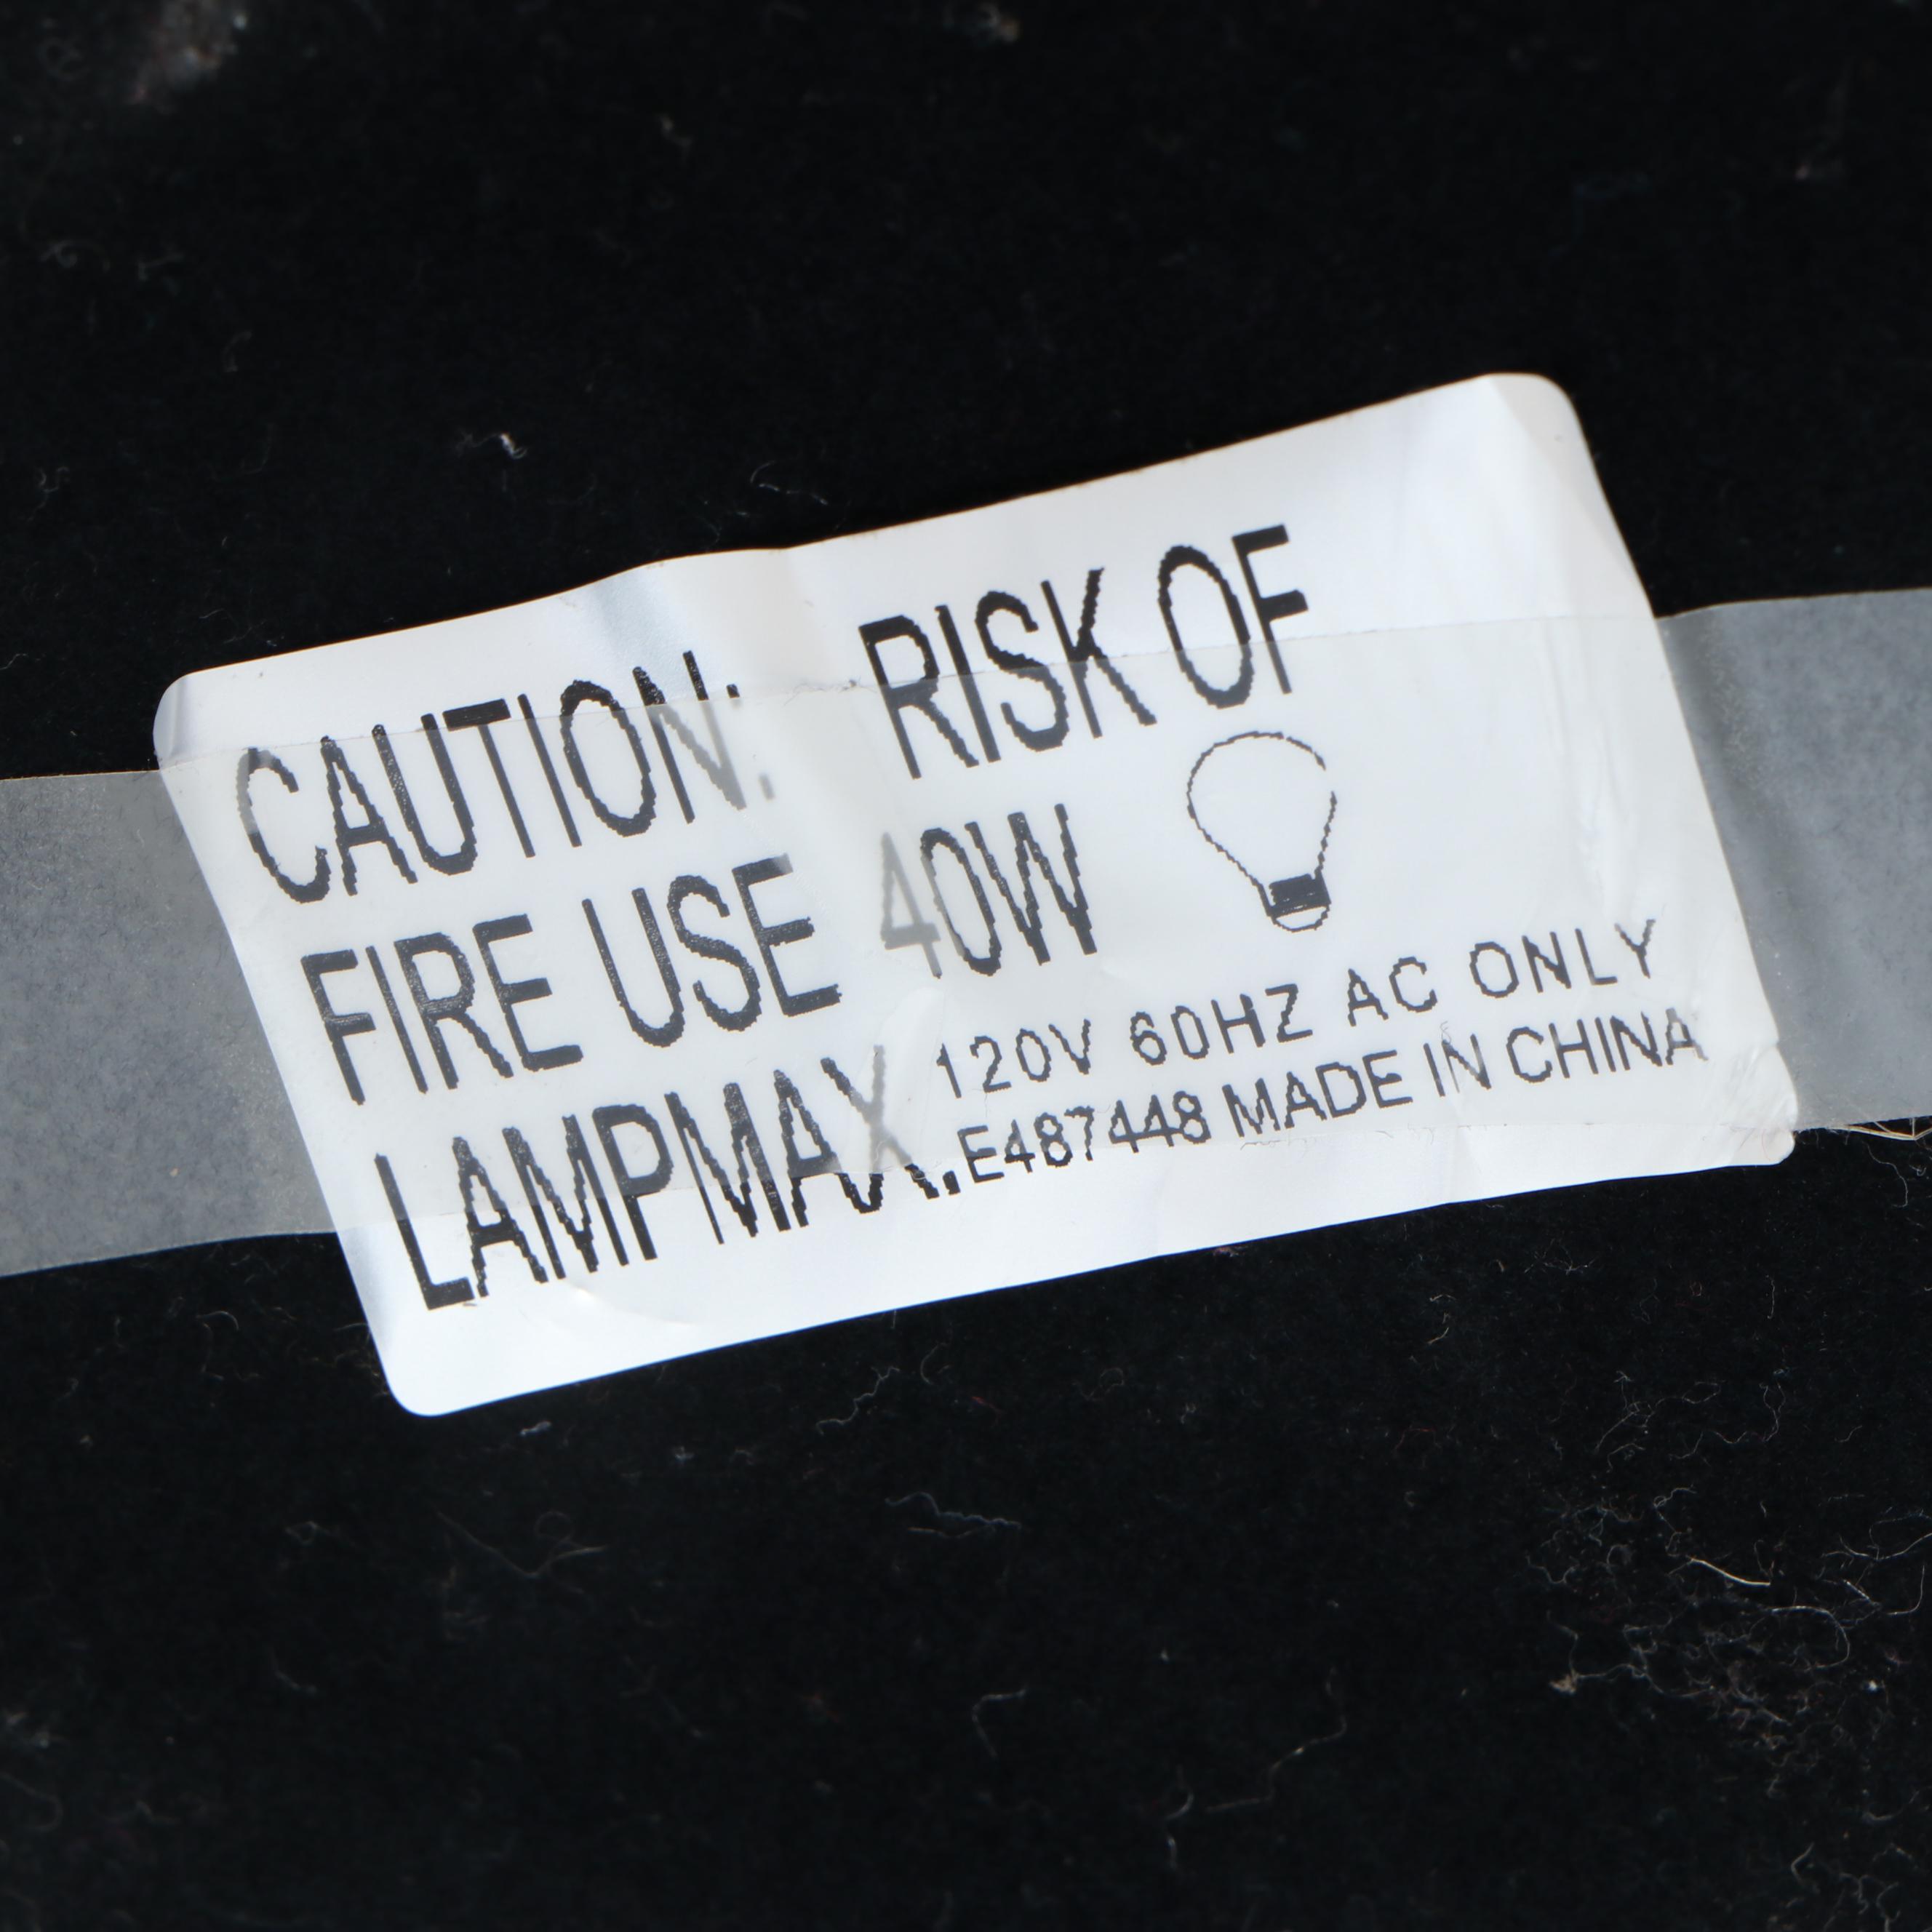 CAUTION: RISK OF
FIRE USE 40W
LAMPMAX.
120V 60HZ AC ONLY
E487448 MADE IN CHINA